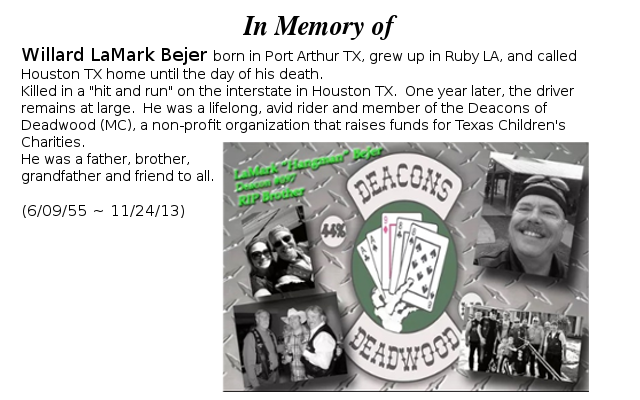 In Memory of
Willard LaMark Bejer born in Port Arthur TX, grew up in Ruby LA, and called
Houston TX home until the day of his death.
Killed in a "hit and run" on the interstate in Houston TX. One year later, the driver
remains at large. He was a lifelong, avid rider and member of the Deacons of
Deadwood (MC), a non-profit organization that raises funds for Texas Children's
Charities.
He was a father, brother,
grandfather and friend to all.
(6/09/55 ~ 11/24/13)
LaMark "Hangman" Bejer
RIP Brother
DEACONS
44%
A A 9 8 8
DEADWOOD